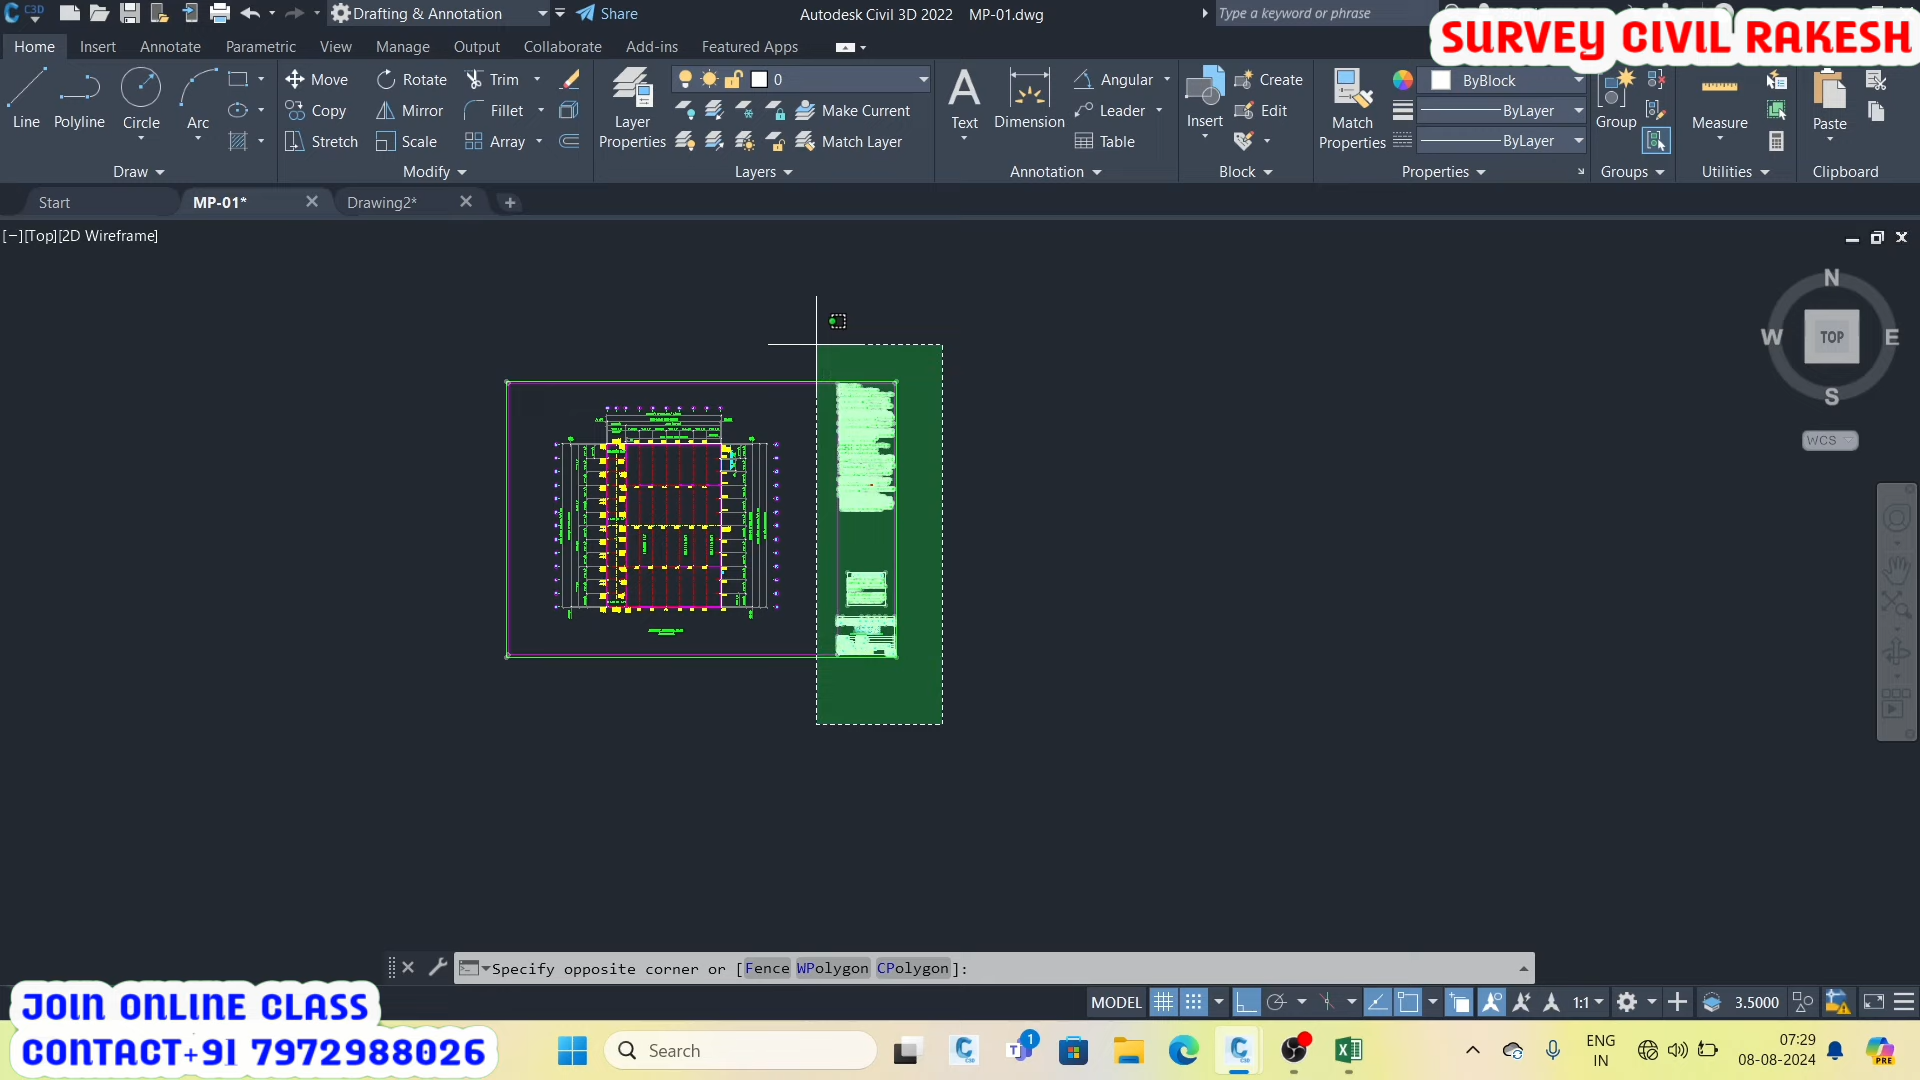 Drafting & Annotation
Share
Autodesk Civil 3D 2022 MP-01.dwg
Type a keyword or phrase
SURVEY CIVIL RAKESH
Home Insert Annotate Parametric View Manage Output Collaborate Add-ins Featured Apps
Line Polyline Circle Arc
Move Rotate Trim
Copy Mirror Fillet
Stretch Scale Array
Layer Properties
0
Make Current
Match Layer
Text Dimension
Angular
Leader
Table
Insert
Create
Edit
Match Properties
ByBlock
ByLayer
ByLayer
Group
Measure
Paste
Draw Modify Layers Annotation Block Properties Groups Utilities Clipboard
Start MP-01* Drawing2*
[−][Top][2D Wireframe]
N
W TOP E
S
WCS
Specify opposite corner or [Fence WPolygon CPolygon]:
JOIN ONLINE CLASS
CONTACT+91 7972988026
MODEL 1:1 3.5000
Search
1
ENG
IN
07:29
08-08-2024
PRE